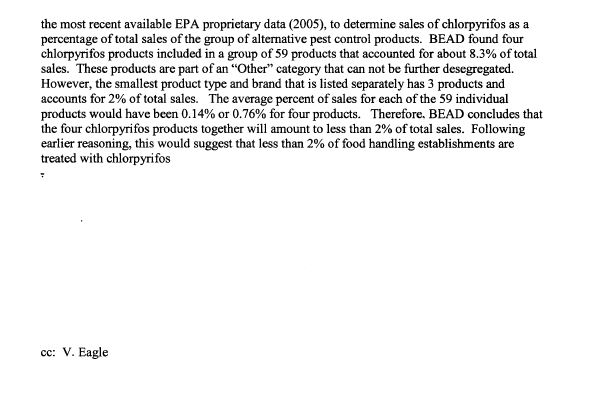 the most recent available EPA proprietary data (2005), to determine sales of chlorpyrifos as a
percentage of total sales of the group of alternative pest control products.  BEAD found four
chlorpyrifos products included in a group of 59 products that accounted for about 8.3% of total
sales.  These products are part of an “Other” category that can not be further desegregated.
However, the smallest product type and brand that is listed separately has 3 products and
accounts for 2% of total sales.   The average percent of sales for each of the 59 individual
products would have been 0.14% or 0.76% for four products.   Therefore. BEAD concludes that
the four chlorpyrifos products together will amount to less than 2% of total sales.  Following
earlier reasoning, this would suggest that less than 2% of food handling establishments are
treated with chlorpyrifos
cc:  V. Eagle